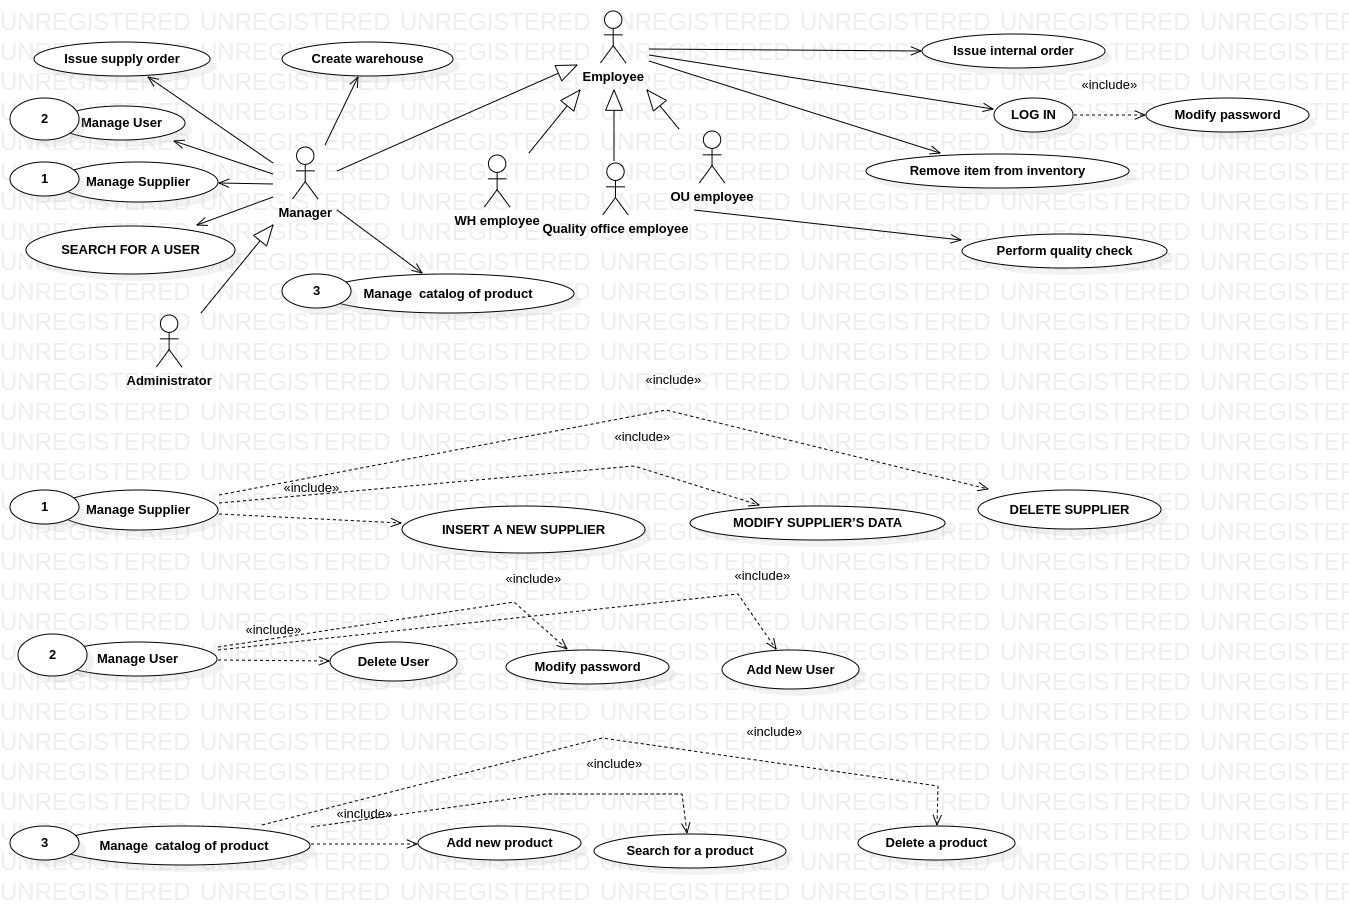 Issue supply order
Create warehouse
Employee
Issue internal order
«include»
2
Manage User
LOG IN
Modify password
1
Manage Supplier
Remove item from inventory
Manager
WH employee
Quality office employee
OU employee
SEARCH FOR A USER
Perform quality check
3
Manage  catalog of product
Administrator
«include»
«include»
«include»
1
Manage Supplier
INSERT A NEW SUPPLIER
MODIFY SUPPLIER'S DATA
DELETE SUPPLIER
«include»
«include»
«include»
2
Manage User
Delete User
Modify password
Add New User
«include»
«include»
«include»
3
Manage  catalog of product
Add new product
Search for a product
Delete a product
UNREGISTERED